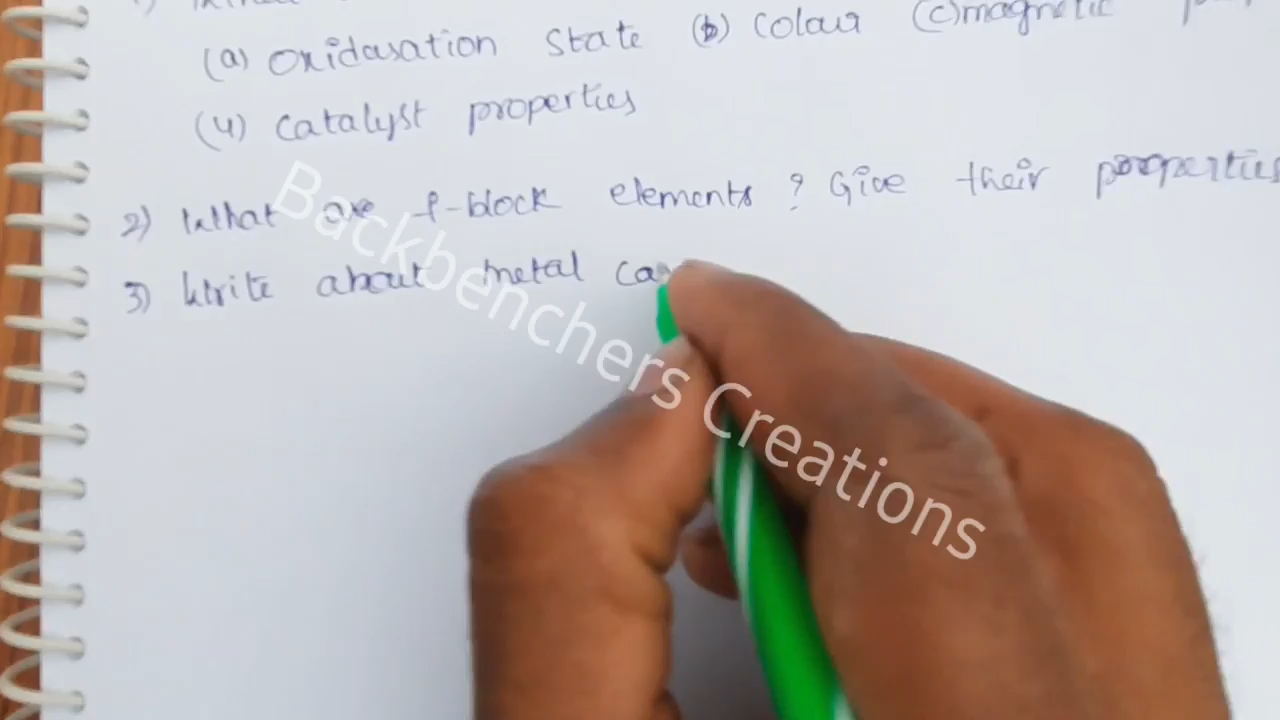 (a) oxidasation state (b) Colour (c) magnetic
(4) Catalyst properties
2) What are f-block elements ? Give their properties
3) Write about metal ca
Backbenchers Creations